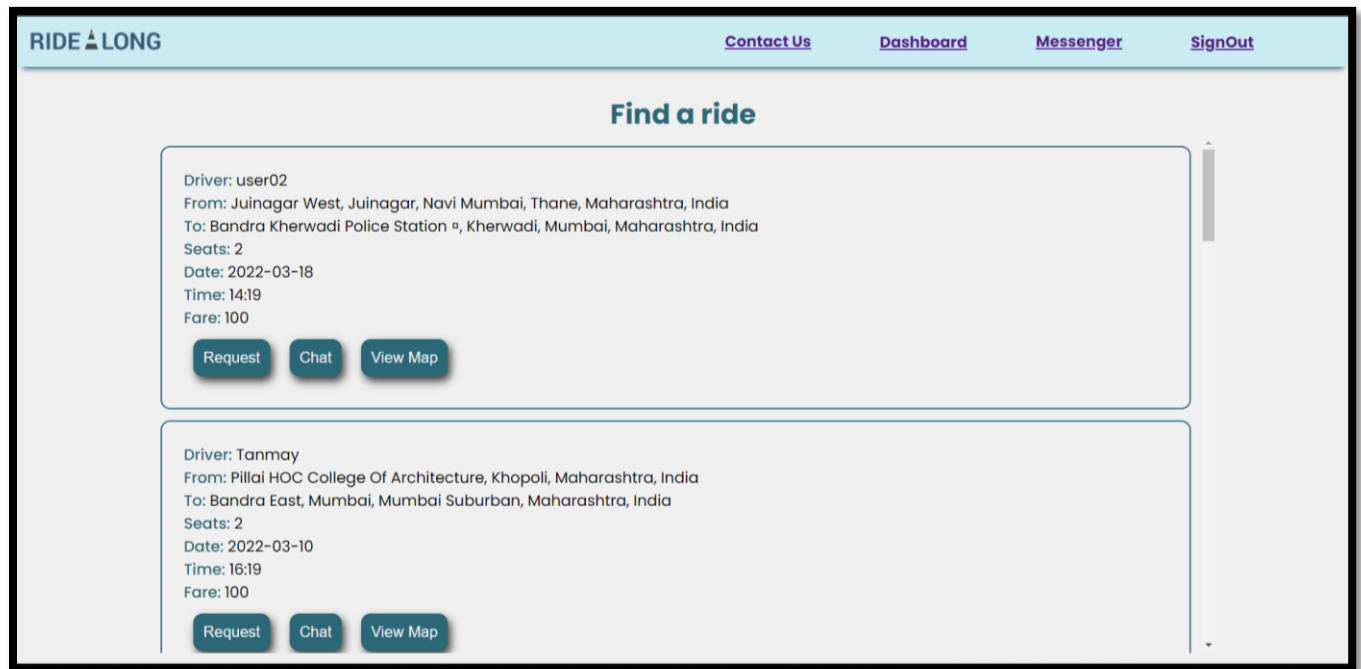 RIDE ALONG
Contact Us Dashboard Messenger SignOut
Find a ride
Driver: user02
From: Juinagar West, Juinagar, Navi Mumbai, Thane, Maharashtra, India
To: Bandra Kherwadi Police Station ¤, Kherwadi, Mumbai, Maharashtra, India
Seats: 2
Date: 2022-03-18
Time: 14:19
Fare: 100
Request Chat View Map
Driver: Tanmay
From: Pillai HOC College Of Architecture, Khopoli, Maharashtra, India
To: Bandra East, Mumbai, Mumbai Suburban, Maharashtra, India
Seats: 2
Date: 2022-03-10
Time: 16:19
Fare: 100
Request Chat View Map